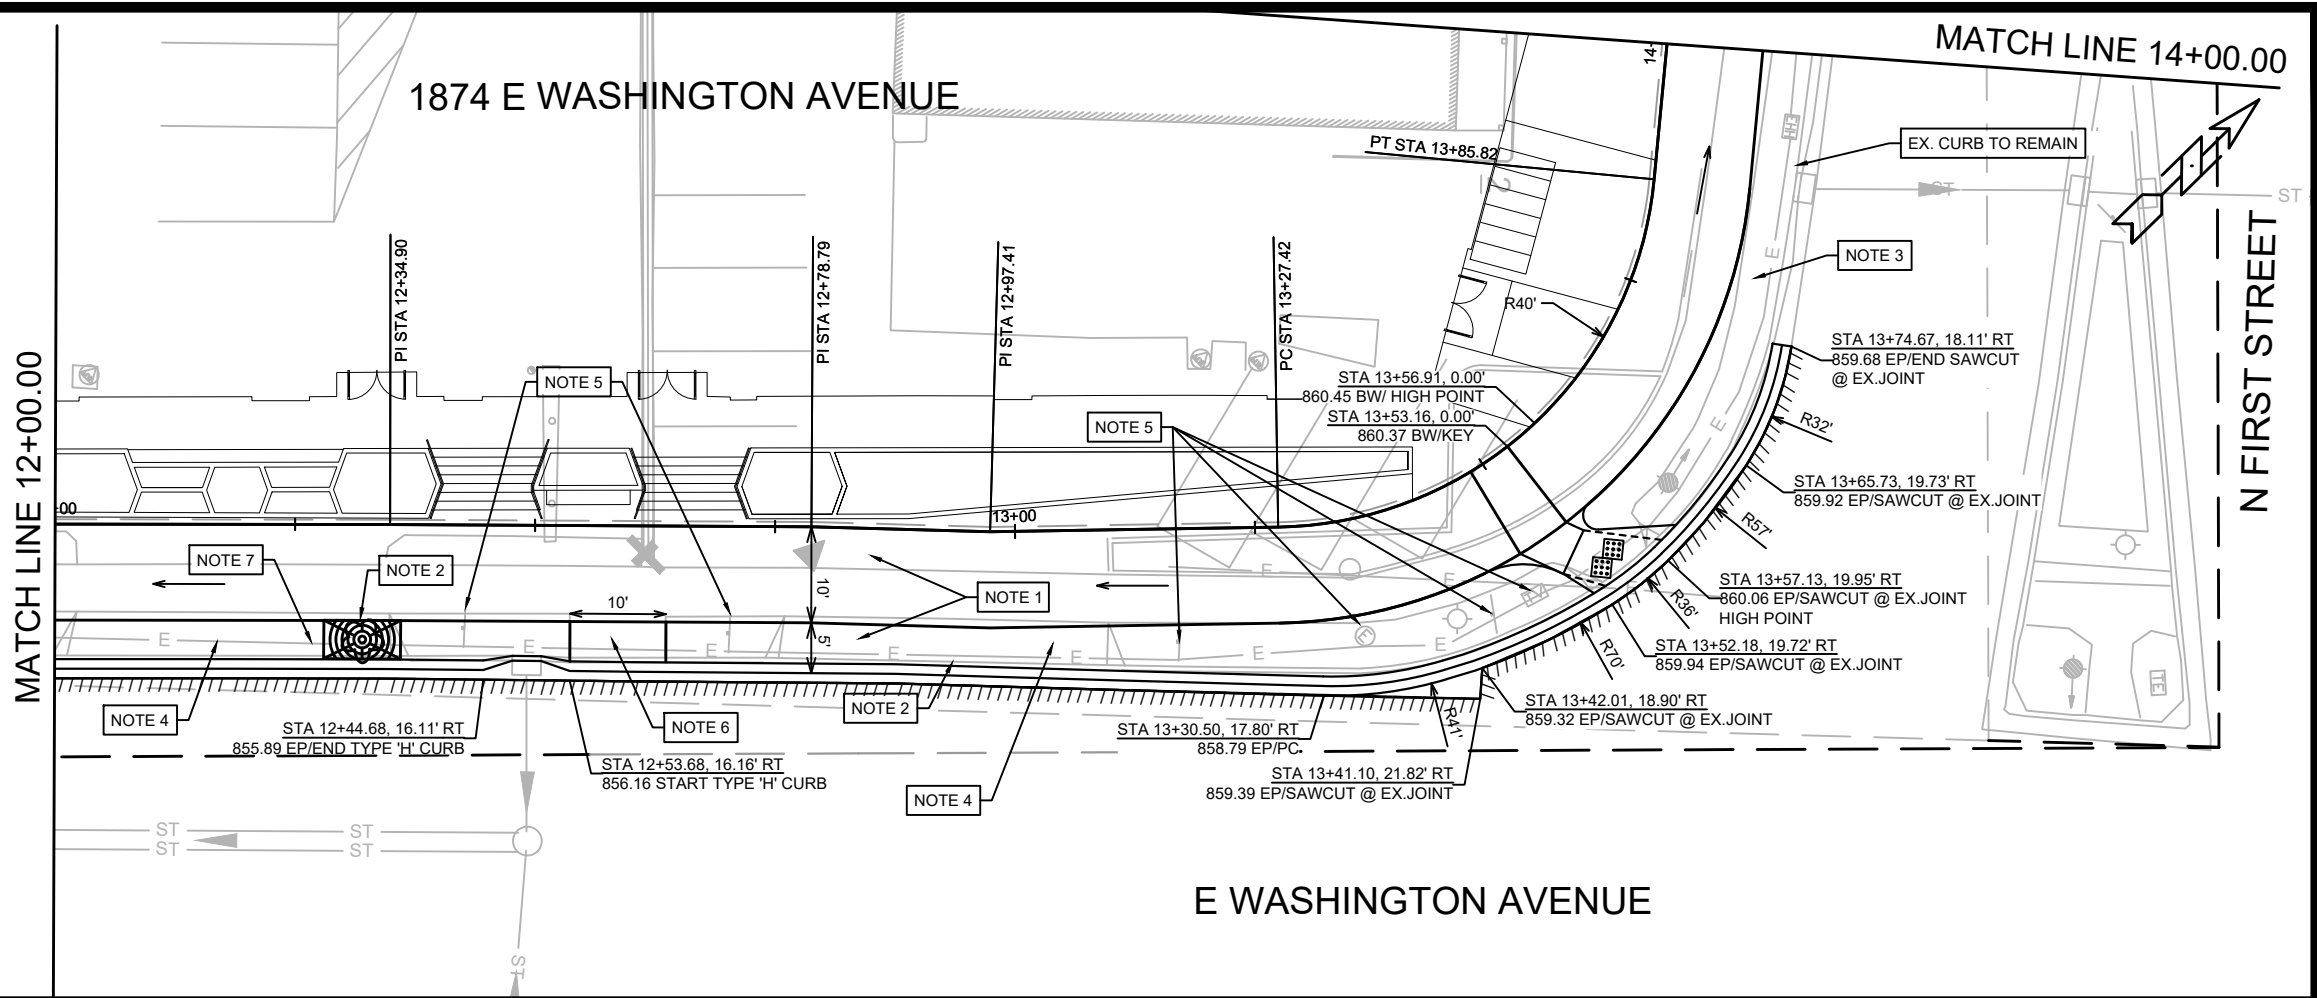 MATCH LINE 14+00.00
1874 E WASHINGTON AVENUE
14+
PT STA 13+85.82
EHH
EX. CURB TO REMAIN
ST
ST
N FIRST STREET
NOTE 3
E
PI STA 12+34.90
PI STA 12+78.79
PI STA 12+97.41
PC STA 13+27.42
R40'
STA 13+74.67, 18.11' RT
859.68 EP/END SAWCUT
@ EX.JOINT
MATCH LINE 12+00.00
NOTE 5
STA 13+56.91, 0.00'
860.45 BW/ HIGH POINT
STA 13+53.16, 0.00'
860.37 BW/KEY
NOTE 5
R32'
E
STA 13+65.73, 19.73' RT
859.92 EP/SAWCUT @ EX.JOINT
00
13+00
R57'
NOTE 7
NOTE 2
10'
NOTE 1
10'
E
E
STA 13+57.13, 19.95' RT
860.06 EP/SAWCUT @ EX.JOINT
HIGH POINT
R36'
E
E
E
5'
E
E
E
E
E
STA 13+52.18, 19.72' RT
859.94 EP/SAWCUT @ EX.JOINT
R70'
TE
NOTE 4
STA 12+44.68, 16.11' RT
855.89 EP/END TYPE 'H' CURB
NOTE 6
NOTE 2
STA 13+30.50, 17.80' RT
858.79 EP/PC
R41'
STA 13+42.01, 18.90' RT
859.32 EP/SAWCUT @ EX.JOINT
STA 12+53.68, 16.16' RT
856.16 START TYPE 'H' CURB
NOTE 4
STA 13+41.10, 21.82' RT
859.39 EP/SAWCUT @ EX.JOINT
ST
ST
ST
ST
E WASHINGTON AVENUE
ST